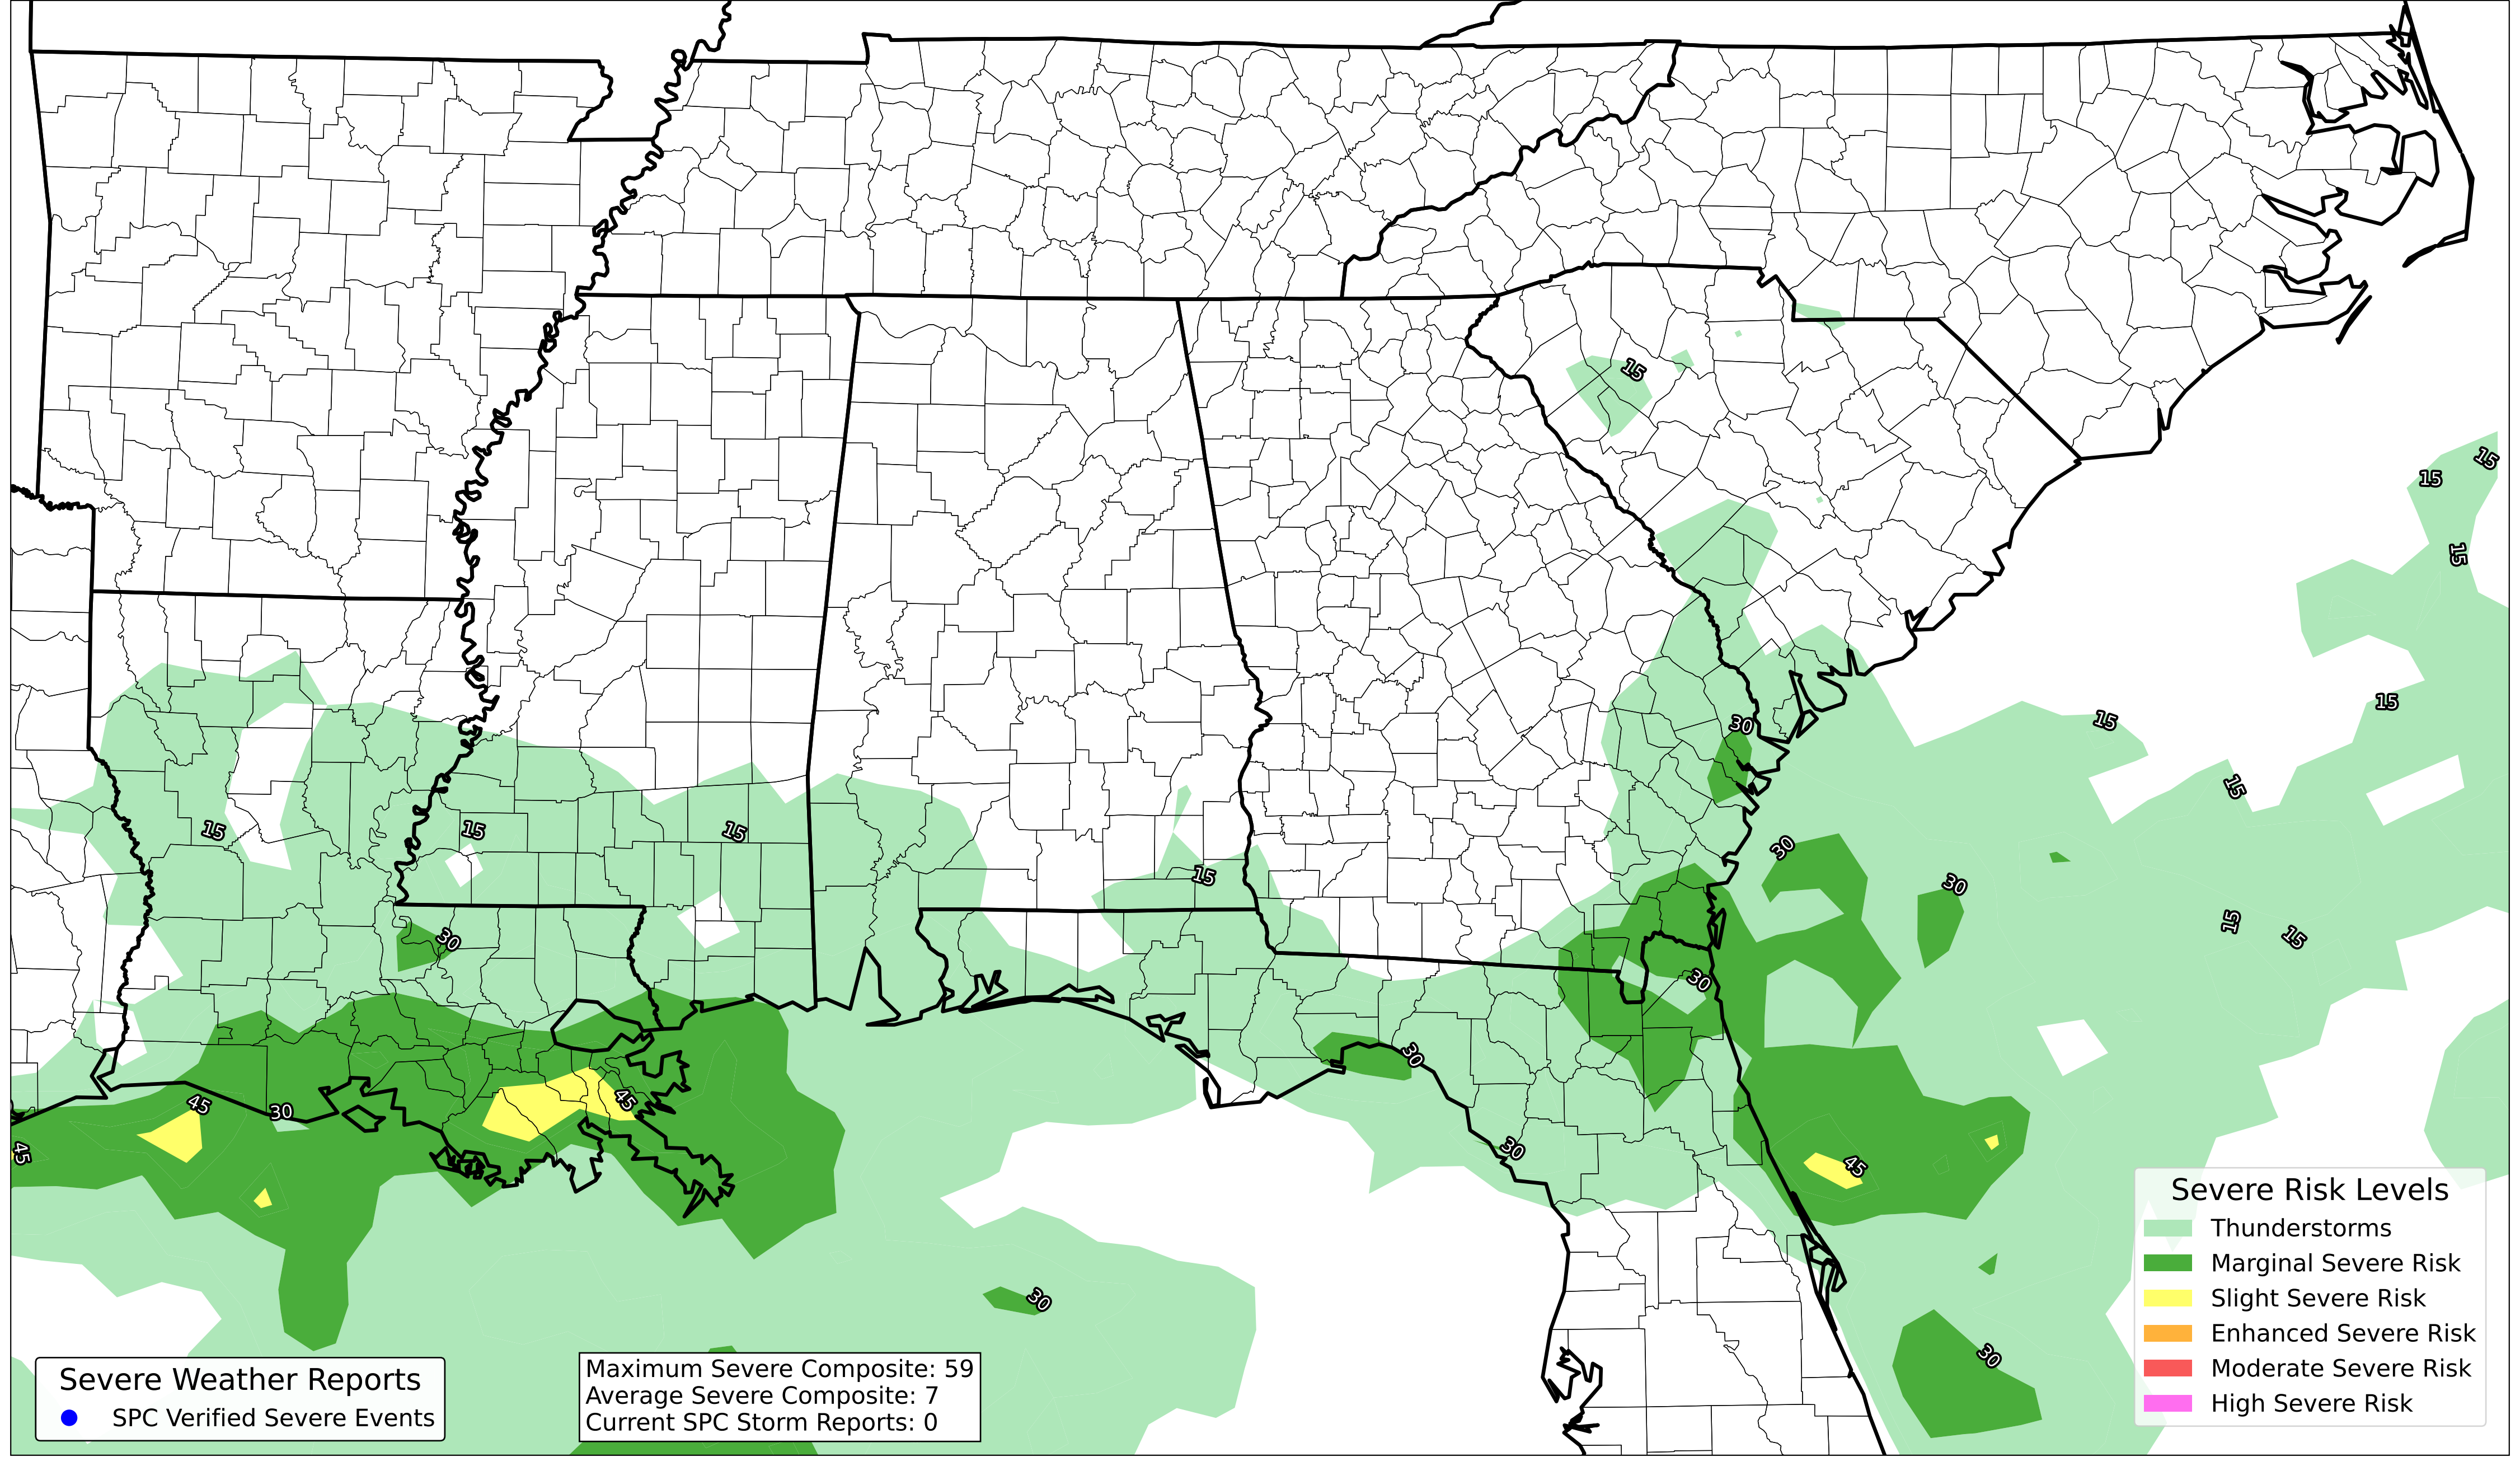 15
15
15
15
15
30
15
15
15
15
15
30
15
30
15
30
15
15
30
30
45
30
45
45
30
45
30
30
Severe Risk Levels
Thunderstorms
Marginal Severe Risk
Slight Severe Risk
Enhanced Severe Risk
Moderate Severe Risk
High Severe Risk
Severe Weather Reports
SPC Verified Severe Events
Maximum Severe Composite: 59
Average Severe Composite: 7
Current SPC Storm Reports: 0